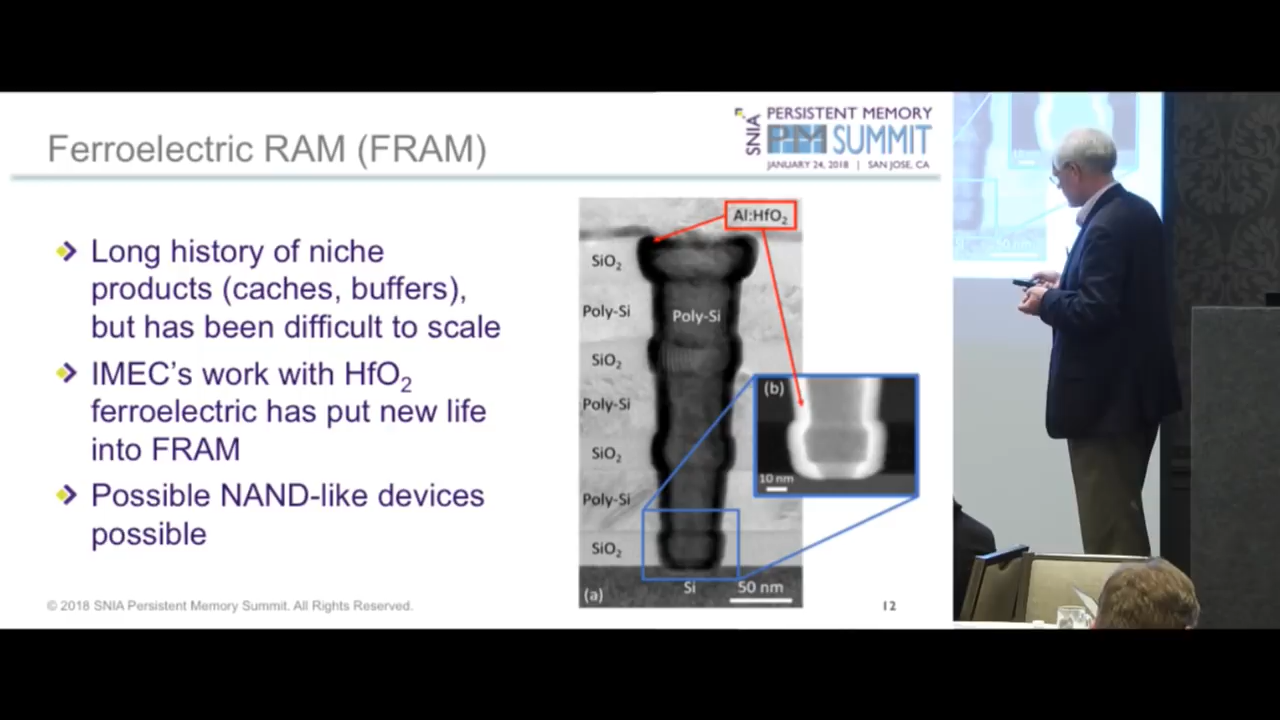 Ferroelectric RAM (FRAM)
SNIA
PERSISTENT MEMORY
PM SUMMIT
JANUARY 24, 2018 | SAN JOSE, CA
Long history of niche
products (caches, buffers),
but has been difficult to scale
IMEC's work with HfO₂
ferroelectric has put new life
into FRAM
Possible NAND-like devices
possible
Al:HfO₂
SiO₂
Poly-Si
Poly-Si
SiO₂
Poly-Si
SiO₂
Poly-Si
SiO₂
(b)
10 nm
Si
50 nm
(a)
© 2018 SNIA Persistent Memory Summit. All Rights Reserved.
12